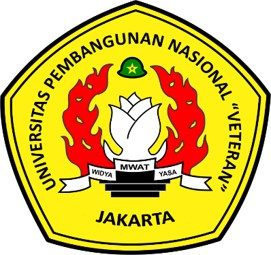 UNIVERSITAS PEMBANGUNAN NASIONAL "VETERAN"
WIDYA MWAT YASA
JAKARTA